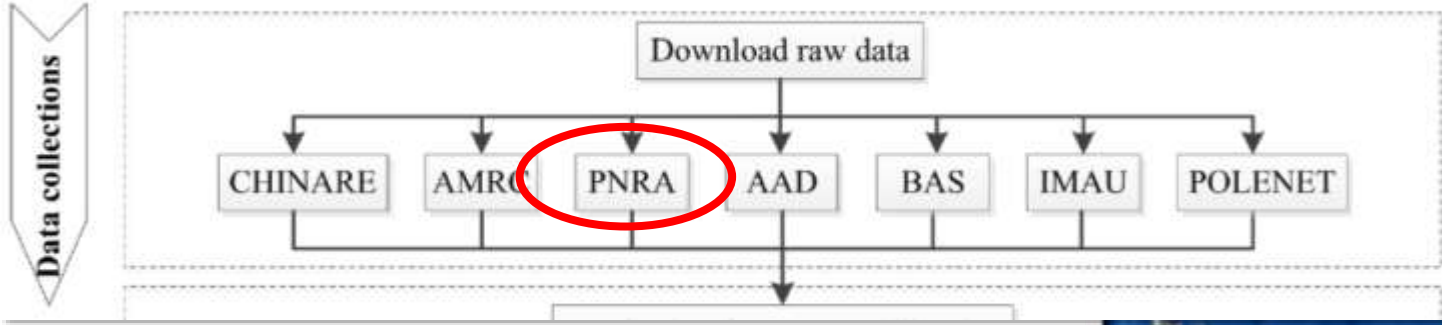 Data collections
Download raw data
CHINARE
AMRC
PNRA
AAD
BAS
IMAU
POLENET